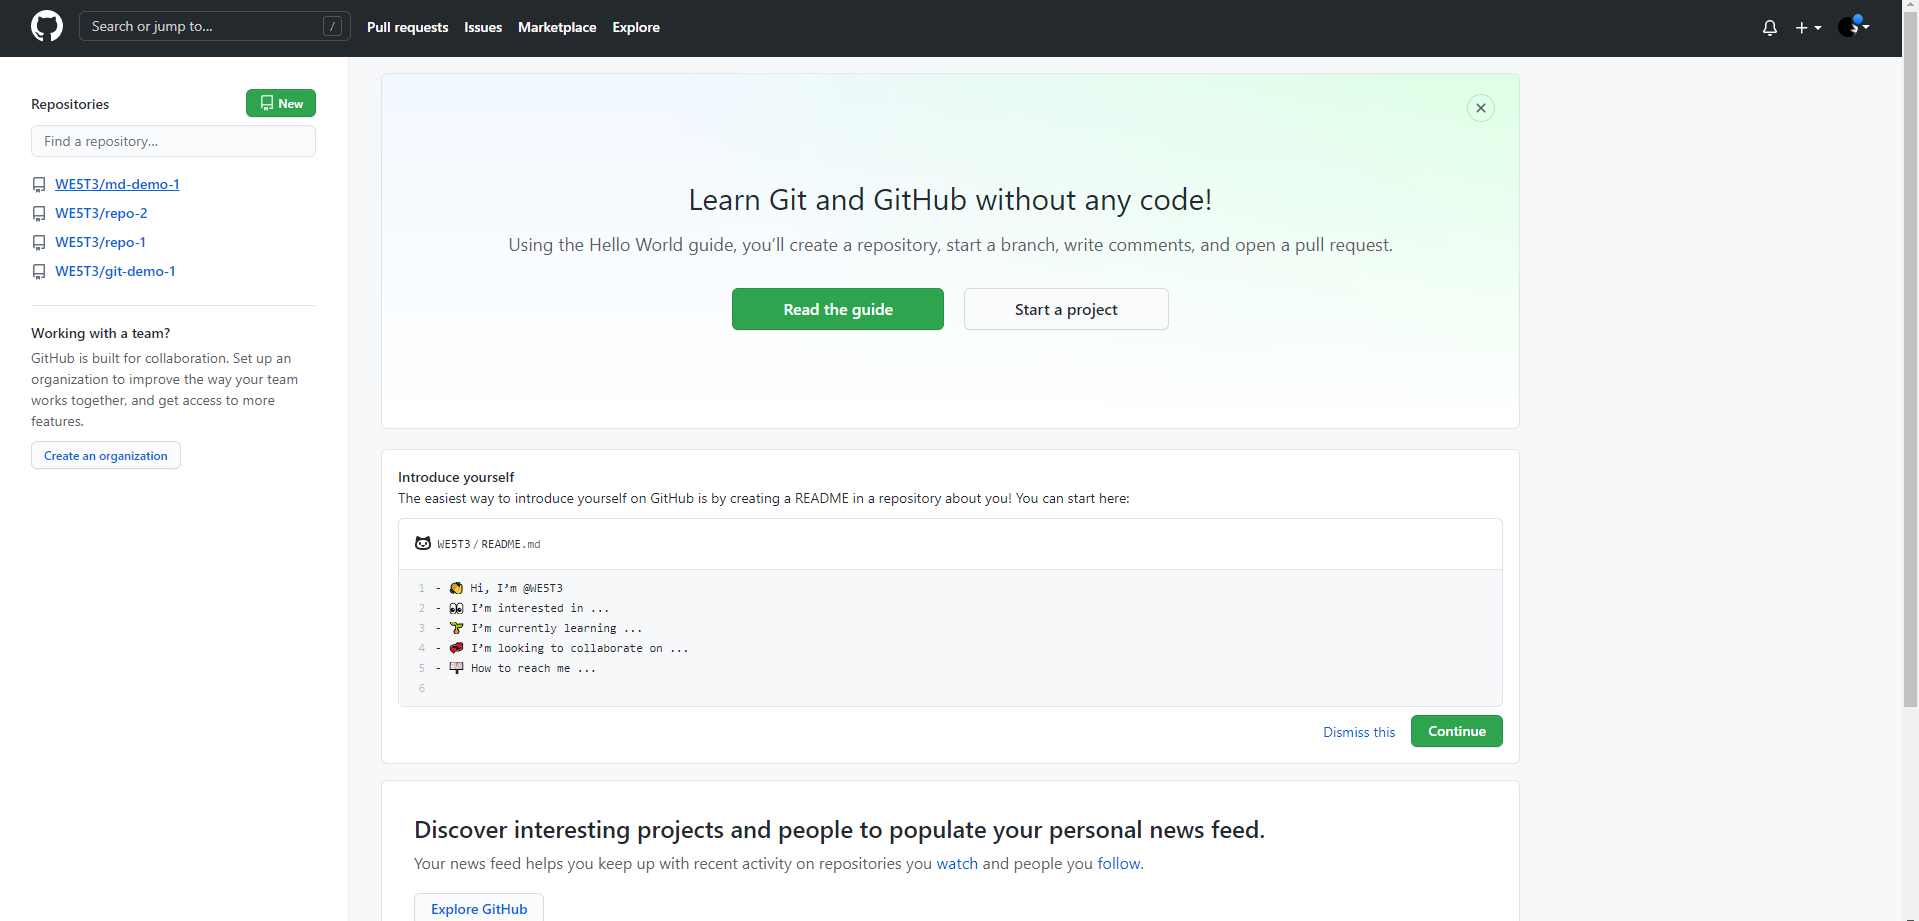 Search or jump to...
/
Pull requests
Issues
Marketplace
Explore
Repositories
New
Find a repository...
WE5T3/md-demo-1
WE5T3/repo-2
WE5T3/repo-1
WE5T3/git-demo-1
Working with a team?
GitHub is built for collaboration. Set up an
organization to improve the way your team
works together, and get access to more
features.
Create an organization
Learn Git and GitHub without any code!
Using the Hello World guide, you’ll create a repository, start a branch, write comments, and open a pull request.
Read the guide
Start a project
Introduce yourself
The easiest way to introduce yourself on GitHub is by creating a README in a repository about you! You can start here:
WE5T3 / README.md
1 - 👋 Hi, I’m @WE5T3
2 - 👀 I’m interested in ...
3 - 🌱 I’m currently learning ...
4 - 💞️ I’m looking to collaborate on ...
5 - 📫 How to reach me ...
6
Dismiss this
Continue
Discover interesting projects and people to populate your personal news feed.
Your news feed helps you keep up with recent activity on repositories you watch and people you follow.
Explore GitHub